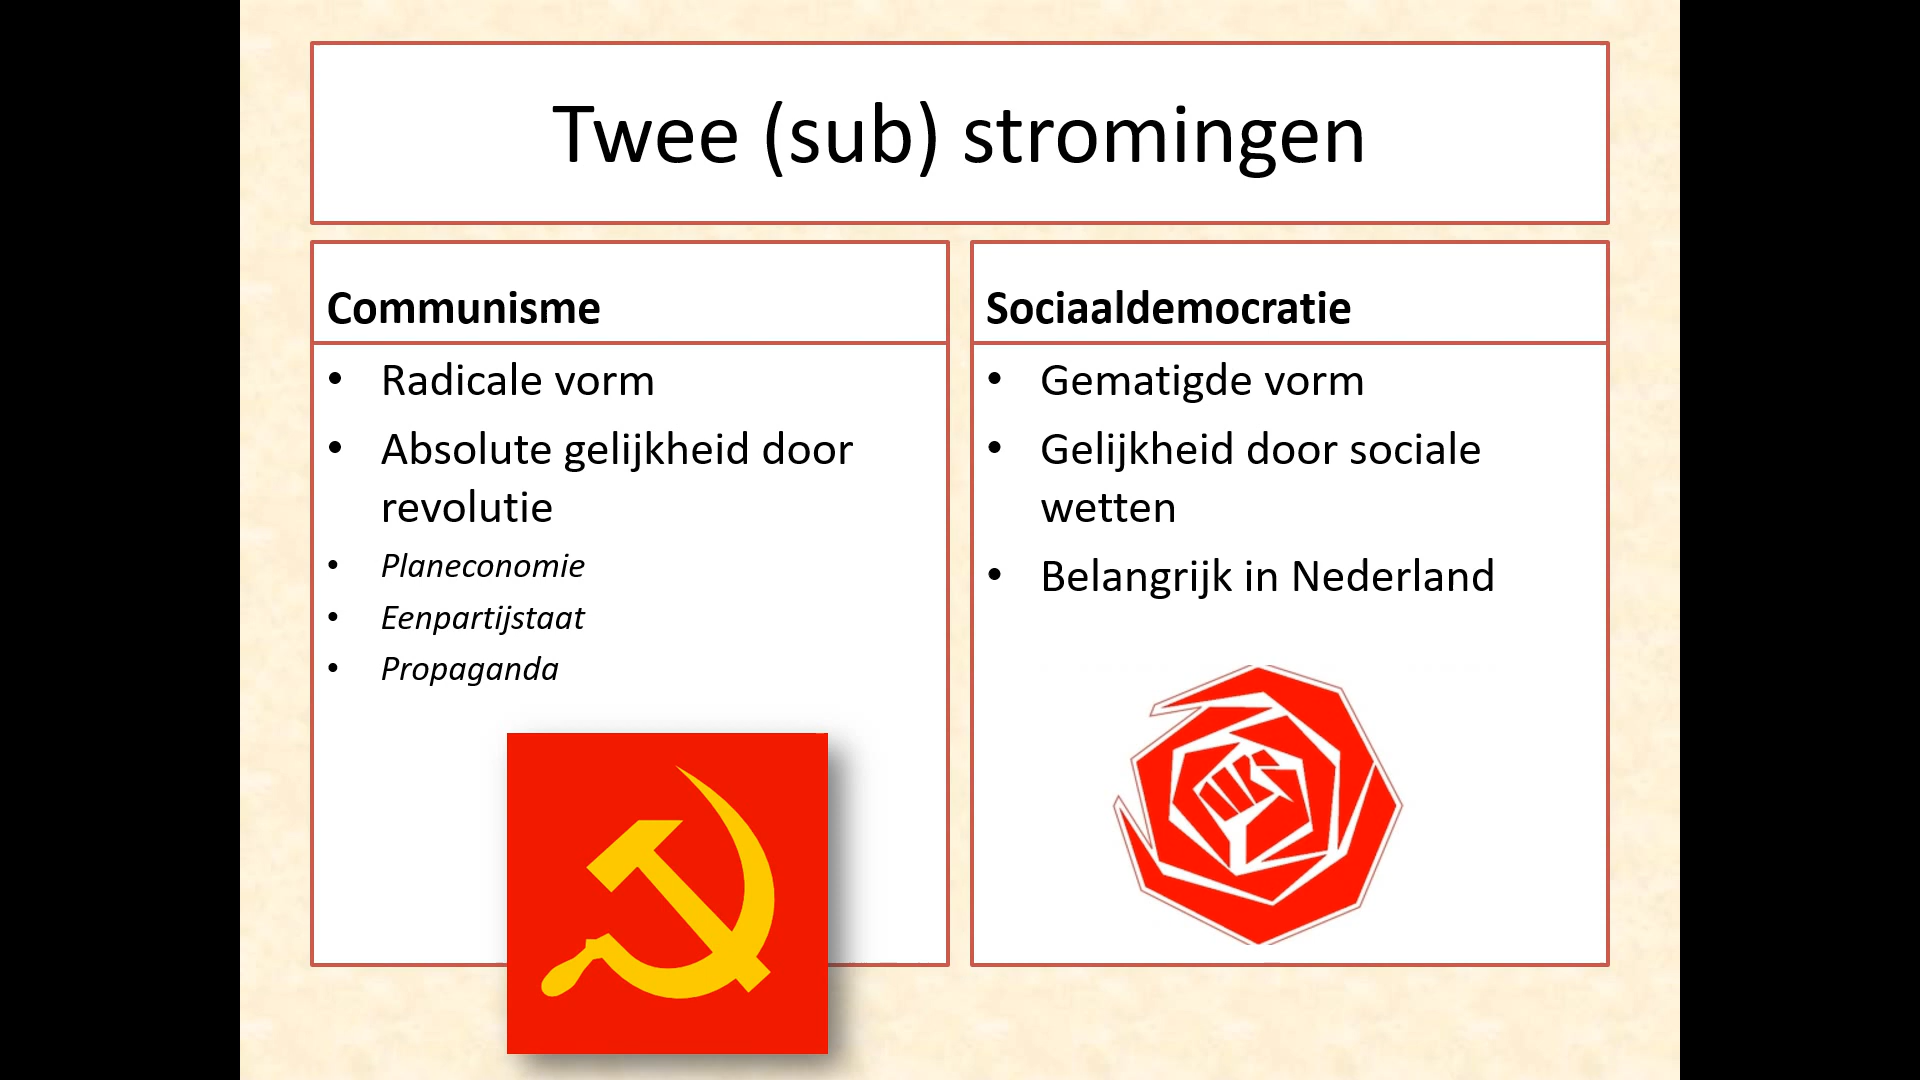 Twee (sub) stromingen
Communisme
• Radicale vorm
• Absolute gelijkheid door
revolutie
• Planeconomie
• Eenpartijstaat
• Propaganda
Sociaaldemocratie
• Gematigde vorm
• Gelijkheid door sociale
wetten
• Belangrijk in Nederland